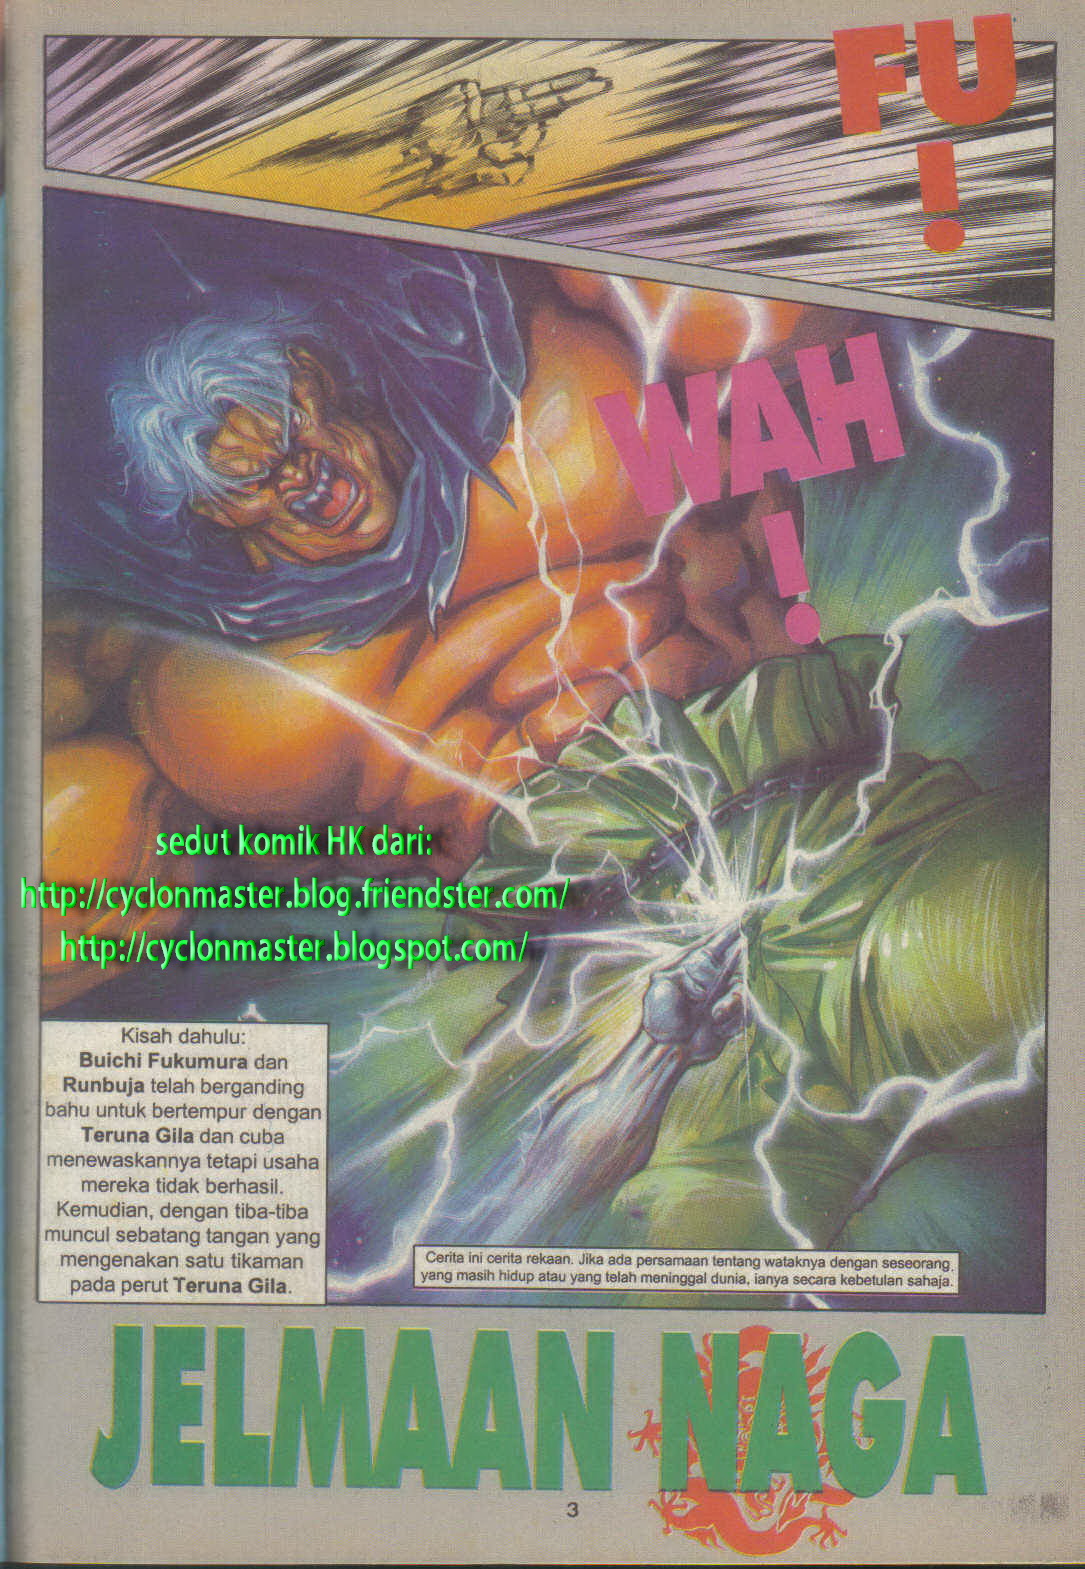 FU
!
WAH
!
sedut komik HK dari:
http://cyclonmaster.blog.friendster.com/
http://cyclonmaster.blogspot.com/
Kisah dahulu:
Buichi Fukumura dan
Runbuja telah berganding
bahu untuk bertempur dengan
Teruna Gila dan cuba
menewaskannya tetapi usaha
mereka tidak berhasil.
Kemudian, dengan tiba-tiba
muncul sebatang tangan yang
mengenakan satu tikaman
pada perut Teruna Gila.
Cerita ini cerita rekaan. Jika ada persamaan tentang wataknya dengan seseorang
yang masih hidup atau yang telah meninggal dunia, ianya secara kebetulan sahaja.
JELMAAN NAGA
3